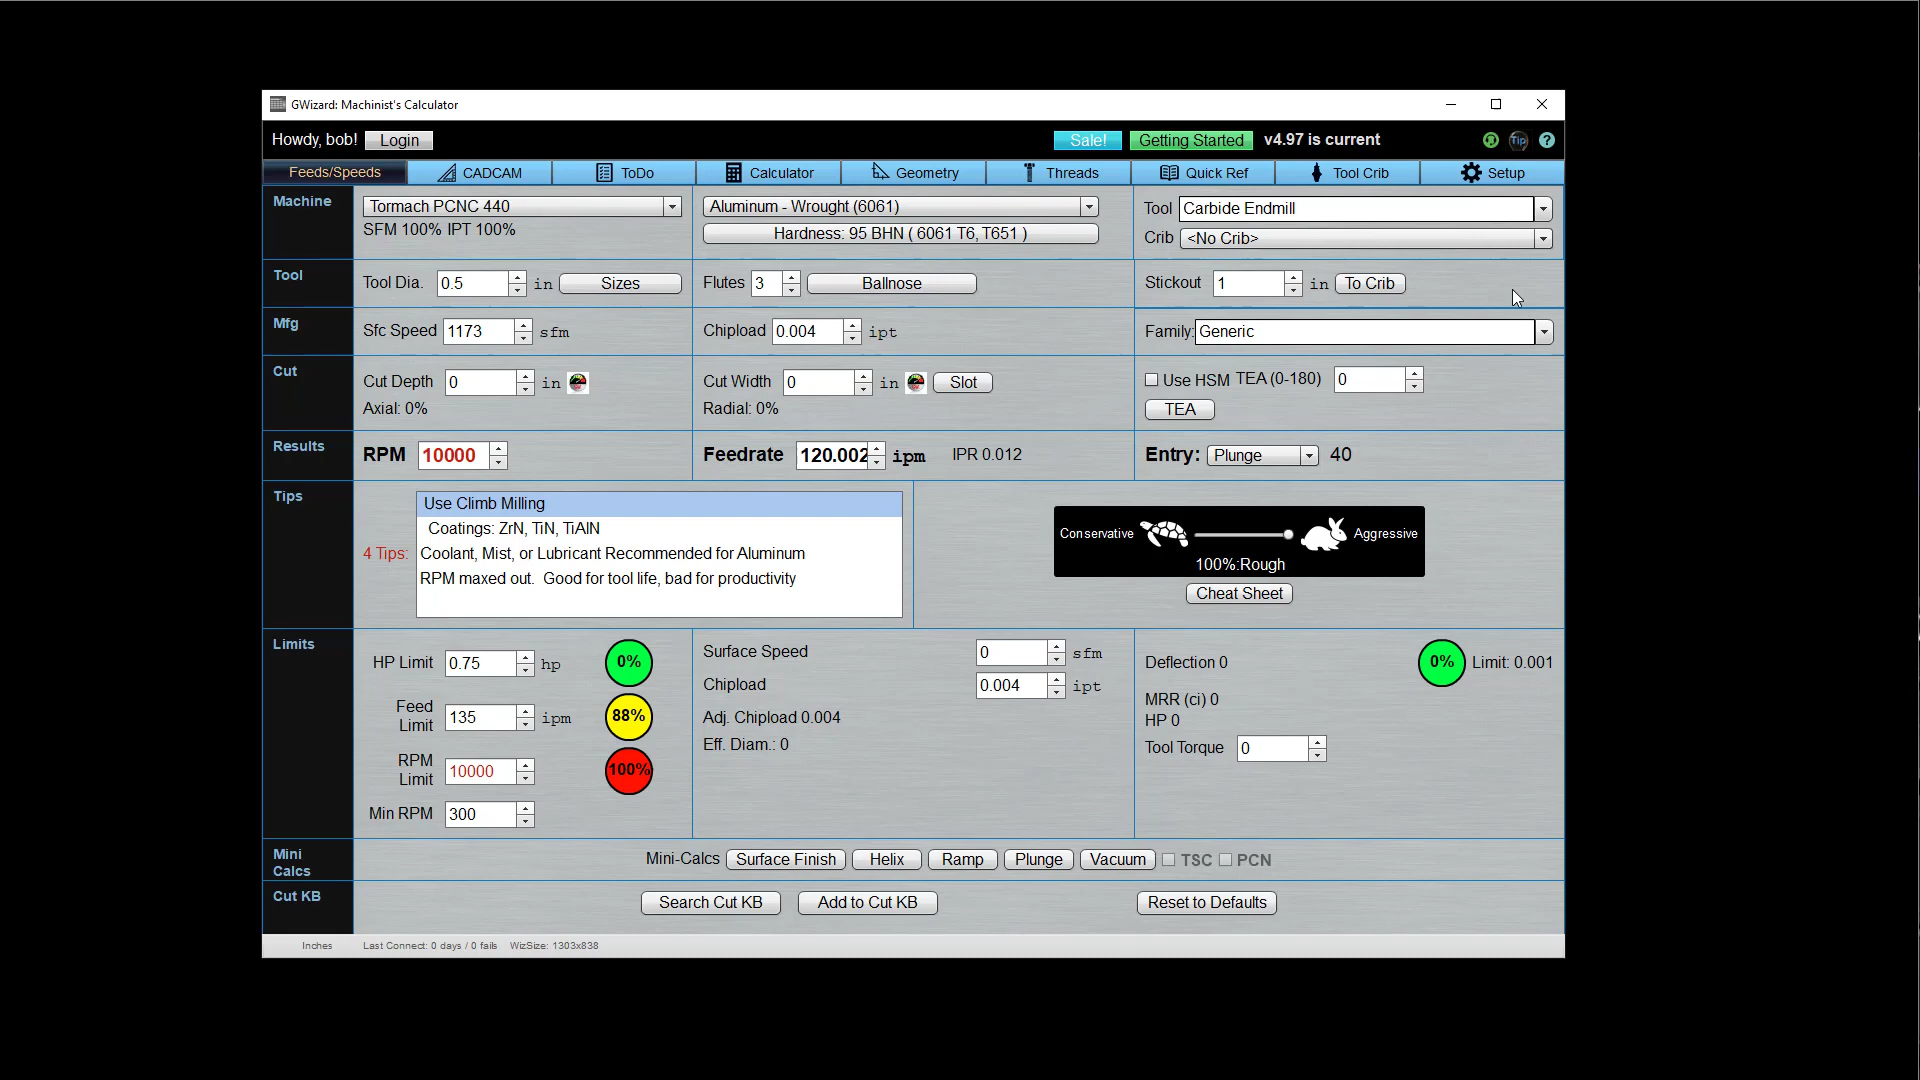 GWizard: Machinist's Calculator
Howdy, bob! Login Sale! Getting Started v4.97 is current Tip ?
Feeds/Speeds CADCAM ToDo Calculator Geometry Threads Quick Ref Tool Crib Setup
Machine Tormach PCNC 440 Aluminum - Wrought (6061) Tool Carbide Endmill
SFM 100% IPT 100% Hardness: 95 BHN ( 6061 T6, T651 ) Crib <No Crib>
Tool Tool Dia. 0.5 in Sizes Flutes 3 Ballnose Stickout 1 in To Crib
Mfg Sfc Speed 1173 sfm Chipload 0.004 ipt Family: Generic
Cut Cut Depth 0 in Cut Width 0 in Slot Use HSM TEA (0-180) 0
Axial: 0% Radial: 0% TEA
Results RPM 10000 Feedrate 120.002 ipm IPR 0.012 Entry: Plunge 40
Tips
4 Tips:
Use Climb Milling
Coatings: ZrN, TiN, TiAlN
Coolant, Mist, or Lubricant Recommended for Aluminum
RPM maxed out. Good for tool life, bad for productivity
Conservative Aggressive
100%:Rough
Cheat Sheet
Limits
HP Limit 0.75 hp 0%
Feed
Limit 135 ipm 88%
RPM
Limit 10000 100%
Min RPM 300
Surface Speed 0 sfm
Chipload 0.004 ipt
Adj. Chipload 0.004
Eff. Diam.: 0
Deflection 0 0% Limit: 0.001
MRR (ci) 0
HP 0
Tool Torque 0
Mini
Calcs
Mini-Calcs Surface Finish Helix Ramp Plunge Vacuum TSC PCN
Cut KB Search Cut KB Add to Cut KB Reset to Defaults
Inches Last Connect: 0 days / 0 fails WizSize: 1303x838